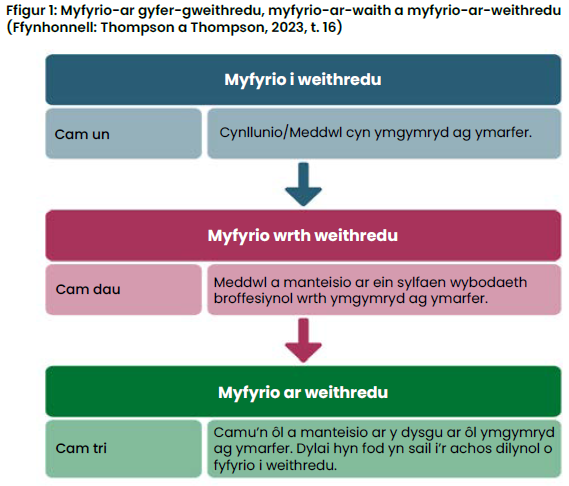 Ffigur 1: Myfyrio-ar gyfer-gweithredu, myfyrio-ar-waith a myfyrio-ar-weithredu
(Ffynhonnell: Thompson a Thompson, 2023, t. 16)
Myfyrio i weithredu
Cam un
Cynllunio/Meddwl cyn ymgymryd ag ymarfer.
Myfyrio wrth weithredu
Cam dau
Meddwl a manteisio ar ein sylfaen wybodaeth
broffesiynol wrth ymgymryd ag ymarfer.
Myfyrio ar weithredu
Cam tri
Camu'n ôl a manteisio ar y dysgu ar ôl ymgymryd
ag ymarfer. Dylai hyn fod yn sail i'r achos dilynol o
fyfyrio i weithredu.